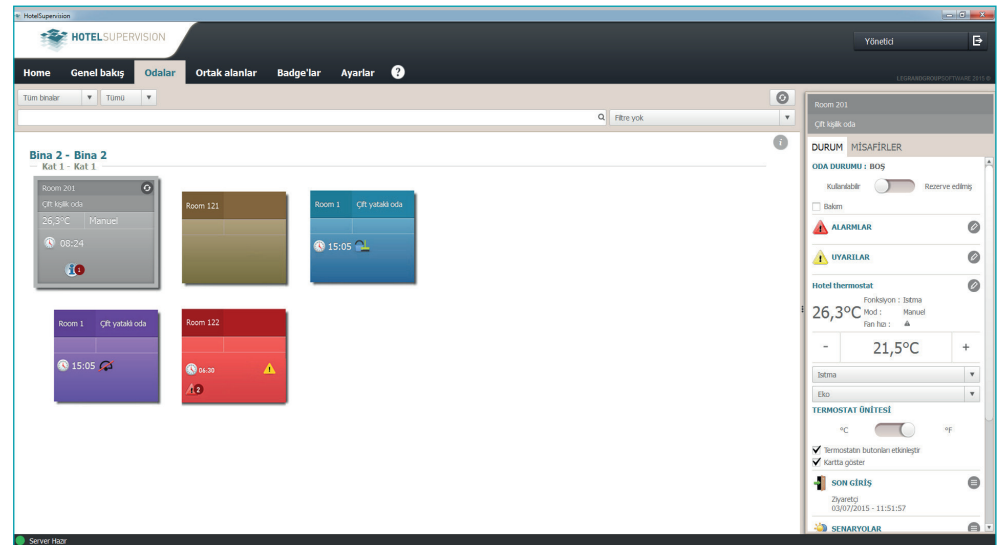 HotelSupervision
HOTELSUPERVISION
Yönetici
Home Genel bakış Odalar Ortak alanlar Badge'lar Ayarlar ?
LEGRANDGROUPSOFTWARE 2015 ©
Tüm binalar Tümü
Filtre yok
Bina 2 - Bina 2
Kat 1 - Kat 1
Room 201
Çift kişilik oda
26,3°C Manuel
08:24
1
Room 121
Room 1 Çift yataklı oda
15:05
Room 1 Çift yataklı oda
15:05
Room 122
06:30
2
Room 201
Çift kişilik oda
DURUM MİSAFİRLER
ODA DURUMU : BOŞ
Kullanılabilir Rezerve edilmiş
Bakım
ALARMLAR
UYARILAR
Hotel thermostat
26,3°C
Fonksiyon : Isıtma
Mod : Manuel
Fan hızı :
- 21,5°C +
Isıtma
Eko
TERMOSTAT ÜNİTESİ
°C °F
Termostatın butonları etkinleştir
Kartta göster
SON GİRİŞ
Ziyaretçi
03/07/2015 - 11:51:57
SENARYOLAR
Server Hazır